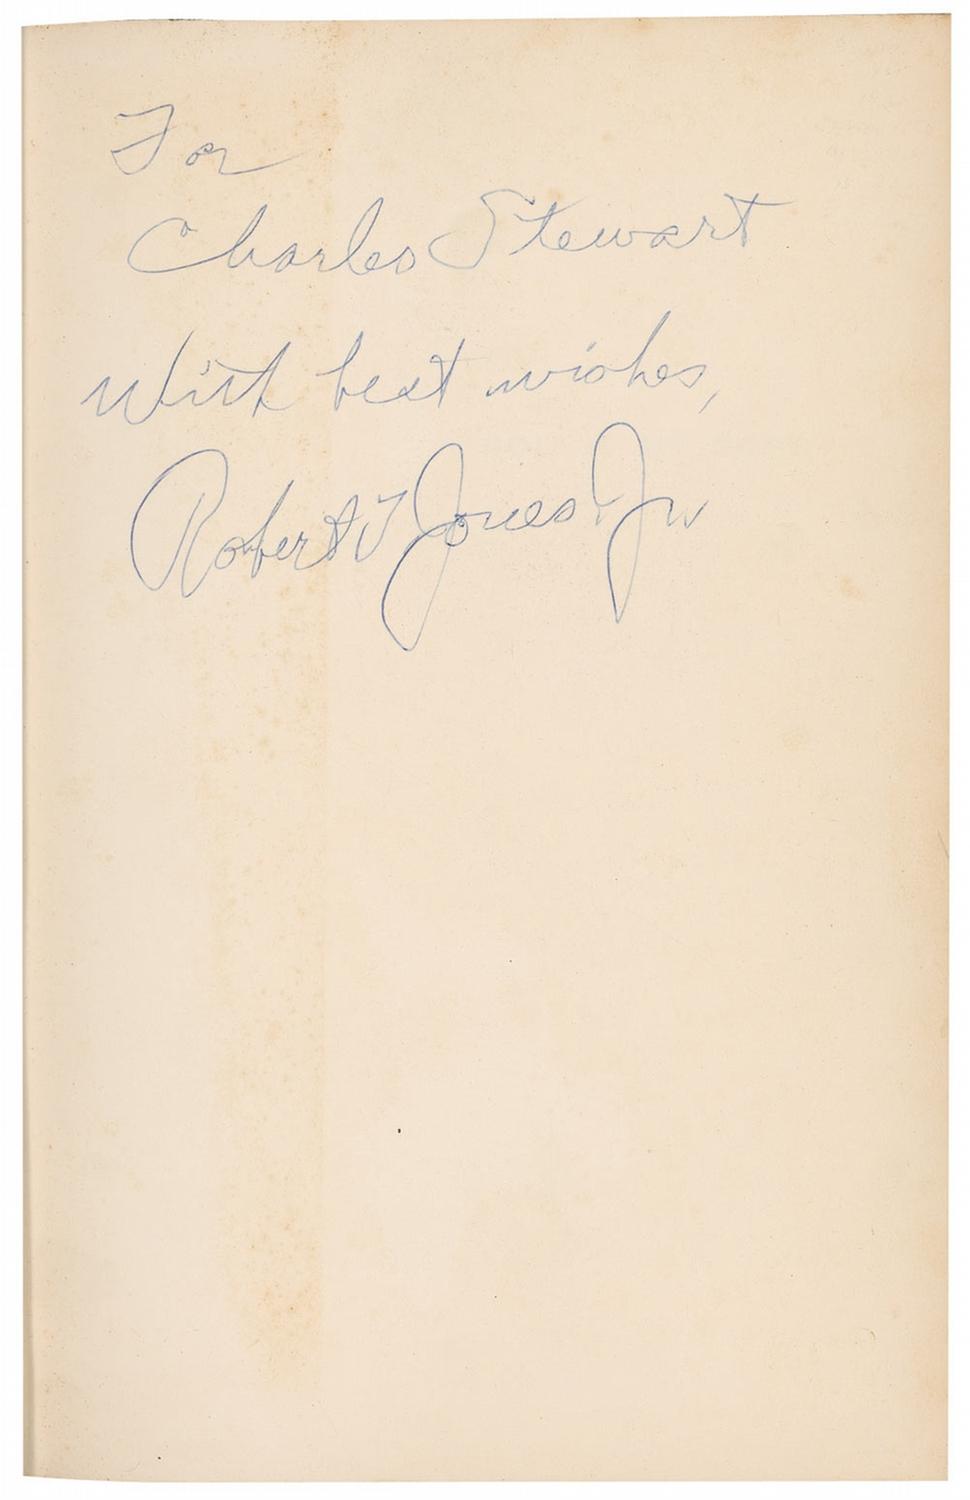 For
Charles Stewart
With best wishes,
Robert T Jones Jr